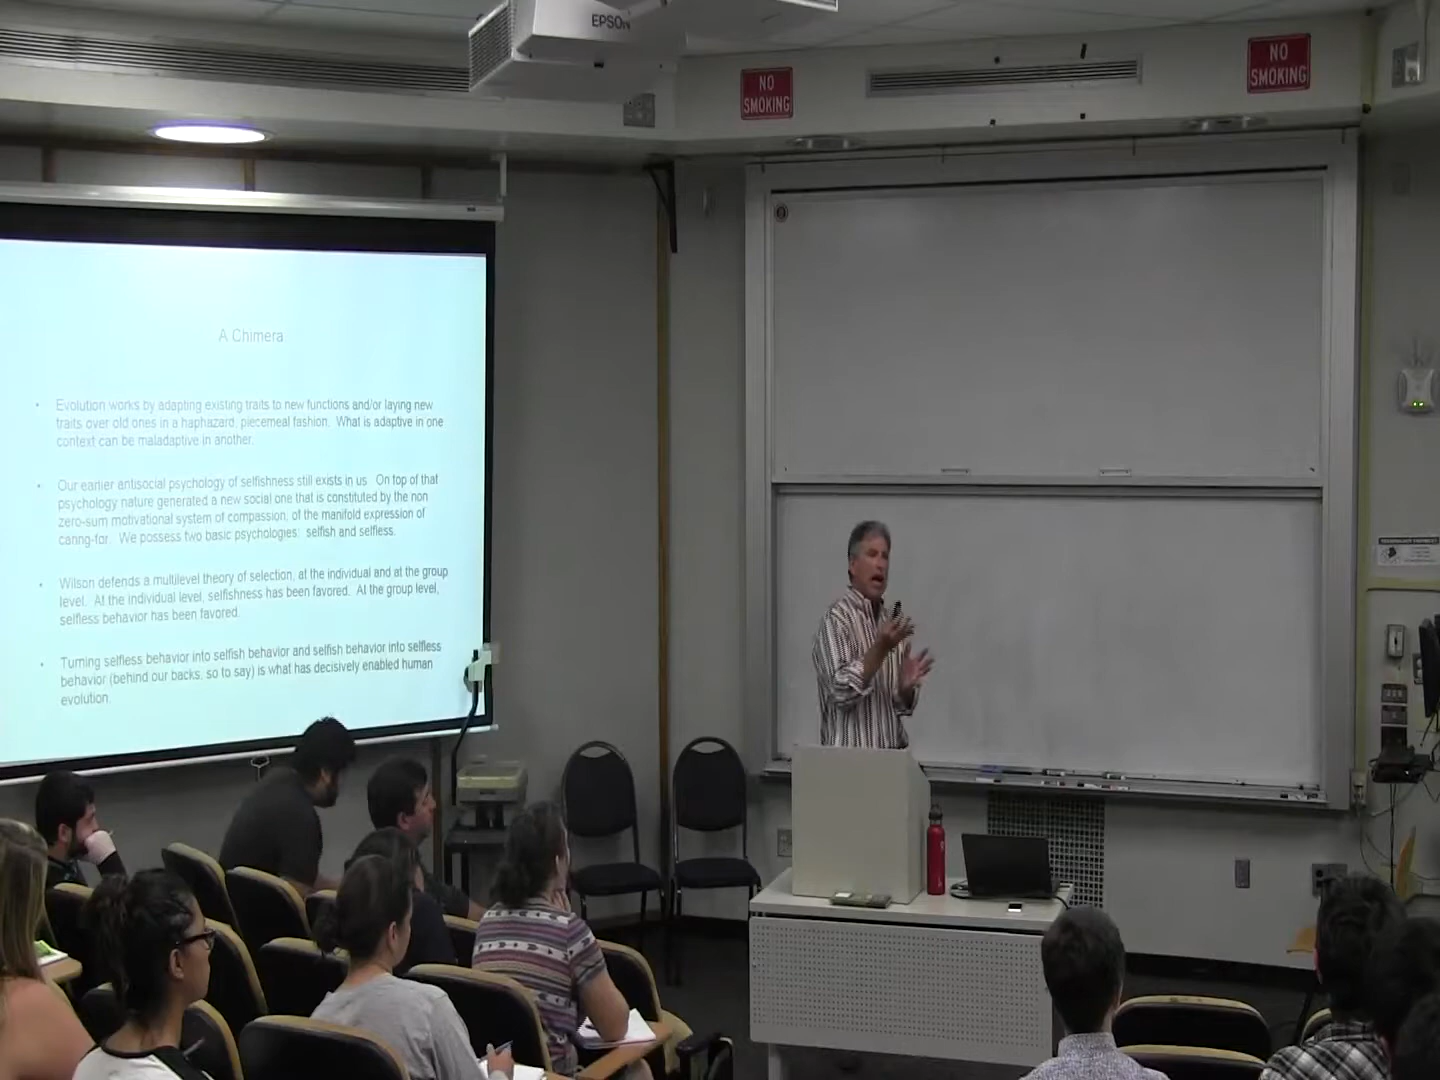 EPSON
NO
SMOKING
NO
SMOKING
A Chimera
• Evolution works by adapting existing traits to new functions and/or laying new
traits over old ones in a haphazard, piecemeal fashion. What is adaptive in one
context can be maladaptive in another.
• Our earlier antisocial psychology of selfishness still exists in us. On top of that
psychology nature generated a new social one that is constituted by the non
zero-sum motivational system of compassion, of the manifold expression of
caring-for. We possess two basic psychologies: selfish and selfless.
• Wilson defends a multilevel theory of selection, at the individual and at the group
level. At the individual level, selfishness has been favored. At the group level,
selfless behavior has been favored.
• Turning selfless behavior into selfish behavior and selfish behavior into selfless
behavior (behind our backs, so to say) is what has decisively enabled human
evolution.